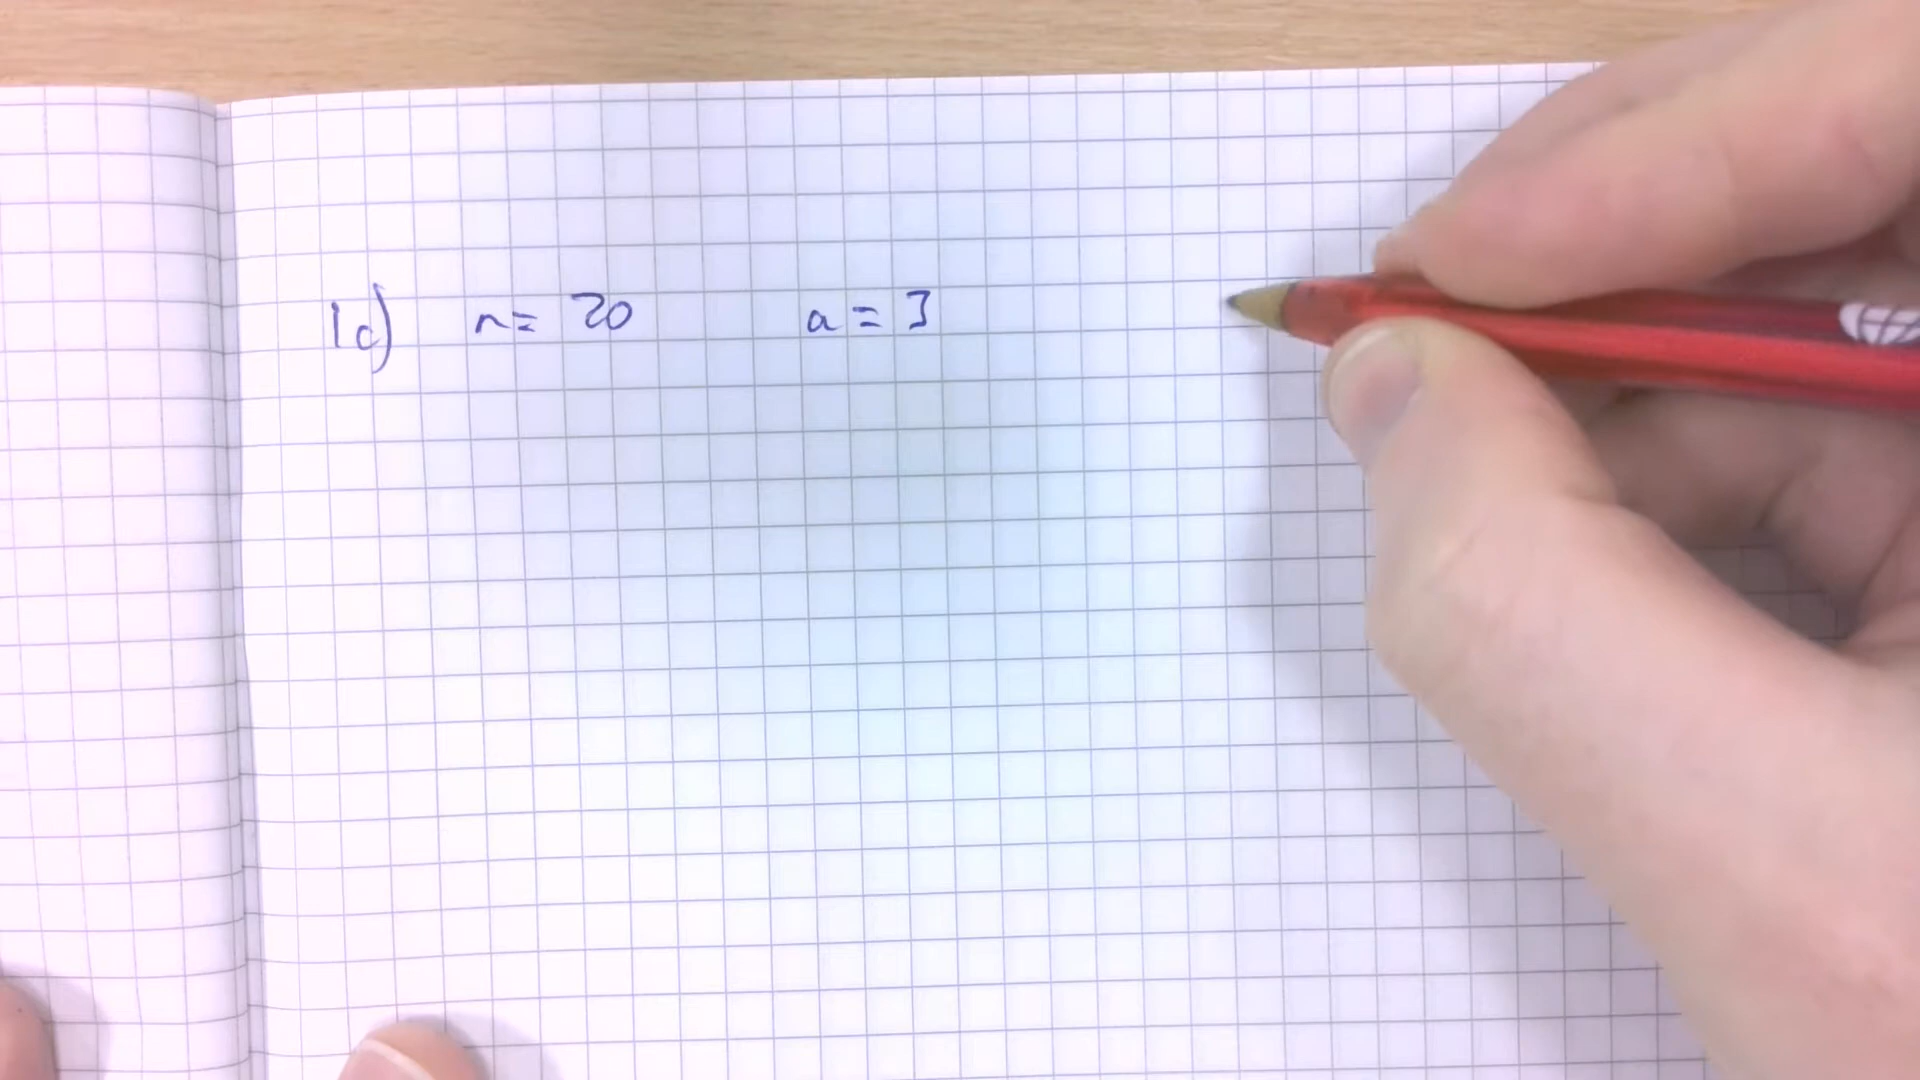 1c) n = 20 a = 3